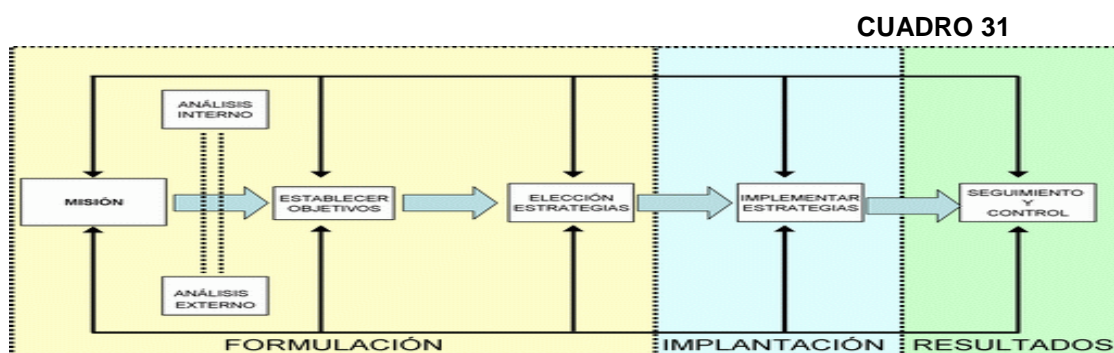 CUADRO 31
ANÁLISIS
INTERNO
MISIÓN
ESTABLECER
OBJETIVOS
ELECCIÓN
ESTRATEGIAS
IMPLEMENTAR
ESTRATEGIAS
SEGUIMIENTO
Y
CONTROL
ANÁLISIS
EXTERNO
FORMULACIÓN
IMPLANTACIÓN
RESULTADOS